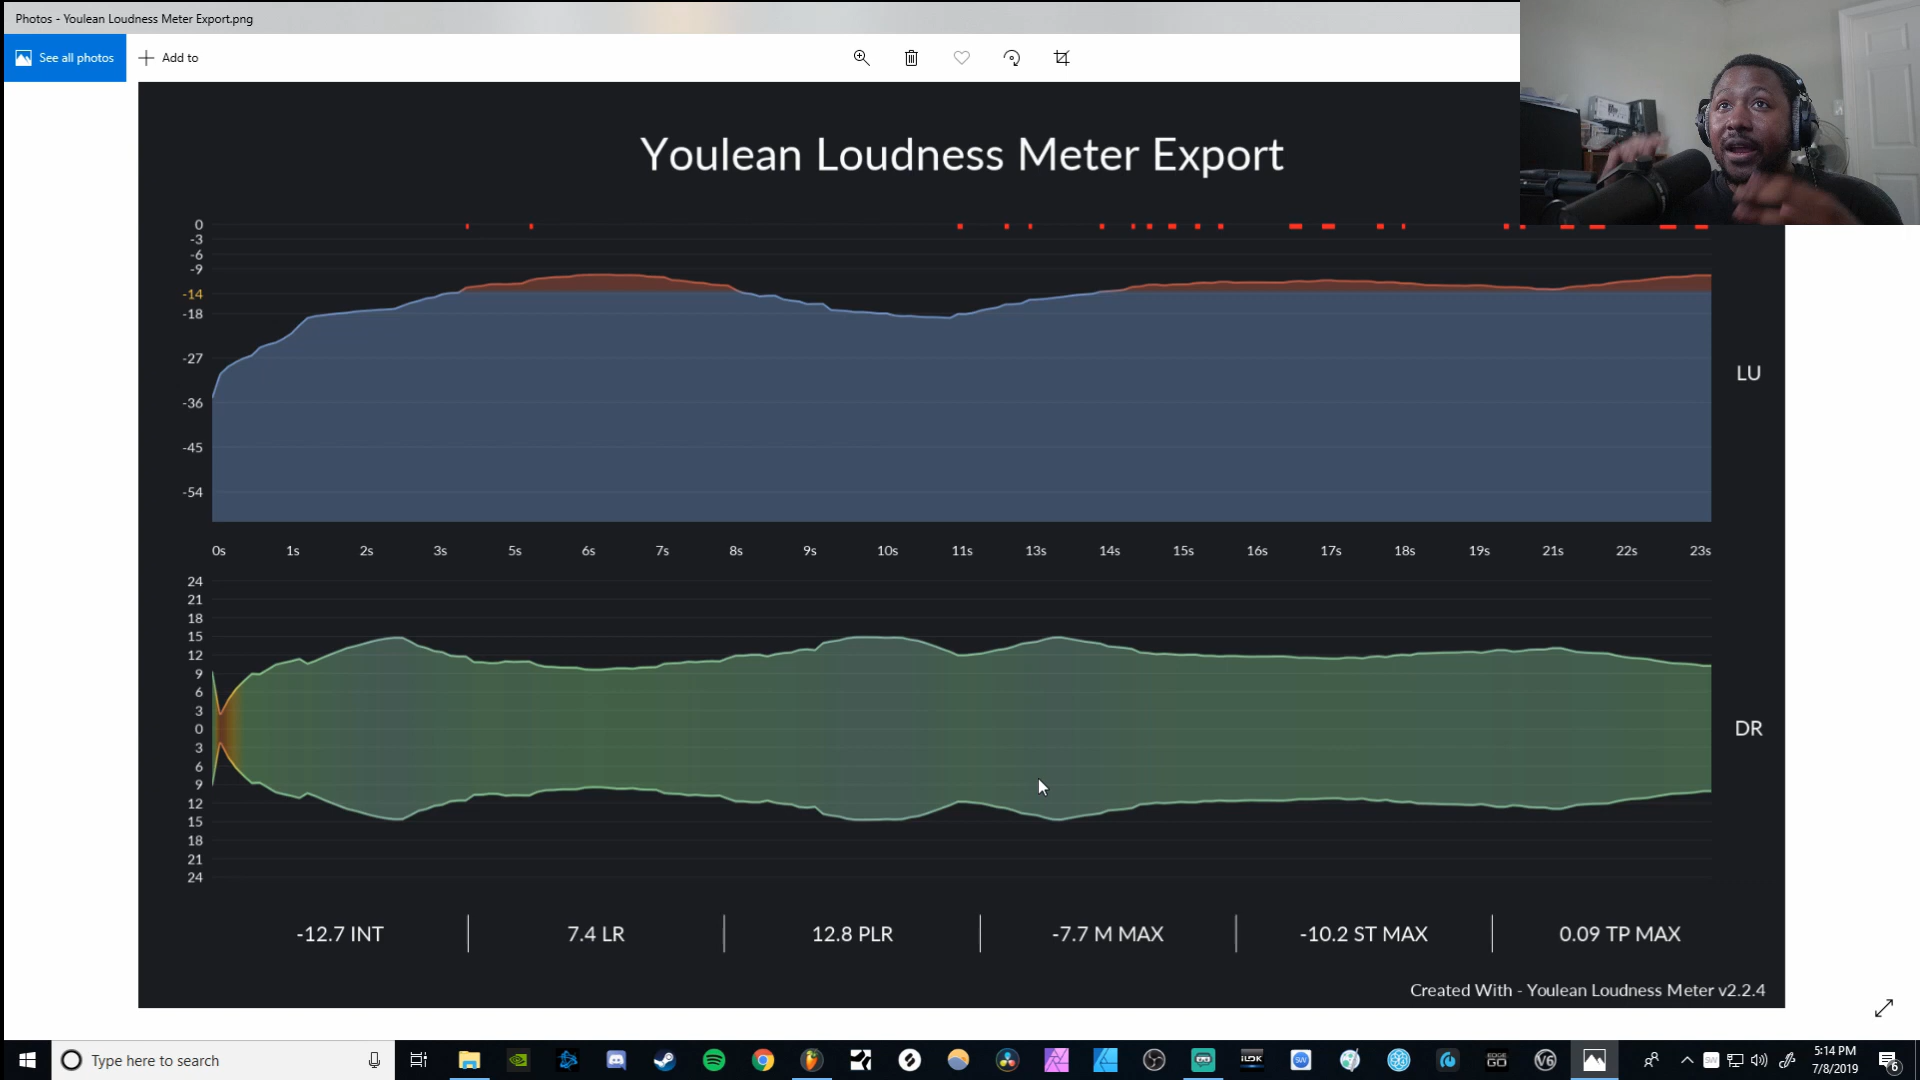 Photos - Youlean Loudness Meter Export.png
See all photos
Add to
Youlean Loudness Meter Export
0
-3
-6
-9
-14
-18
-27
-36
-45
-54
LU
0s 1s 2s 3s 5s 6s 7s 8s 9s 10s 11s 13s 14s 15s 16s 17s 18s 19s 21s 22s 23s
24
21
18
15
12
9
6
3
0
3
6
9
12
15
18
21
24
DR
-12.7 INT 7.4 LR 12.8 PLR -7.7 M MAX -10.2 ST MAX 0.09 TP MAX
Created With - Youlean Loudness Meter v2.2.4
Type here to search
EDGE
GO
V6
5:14 PM
7/8/2019
6